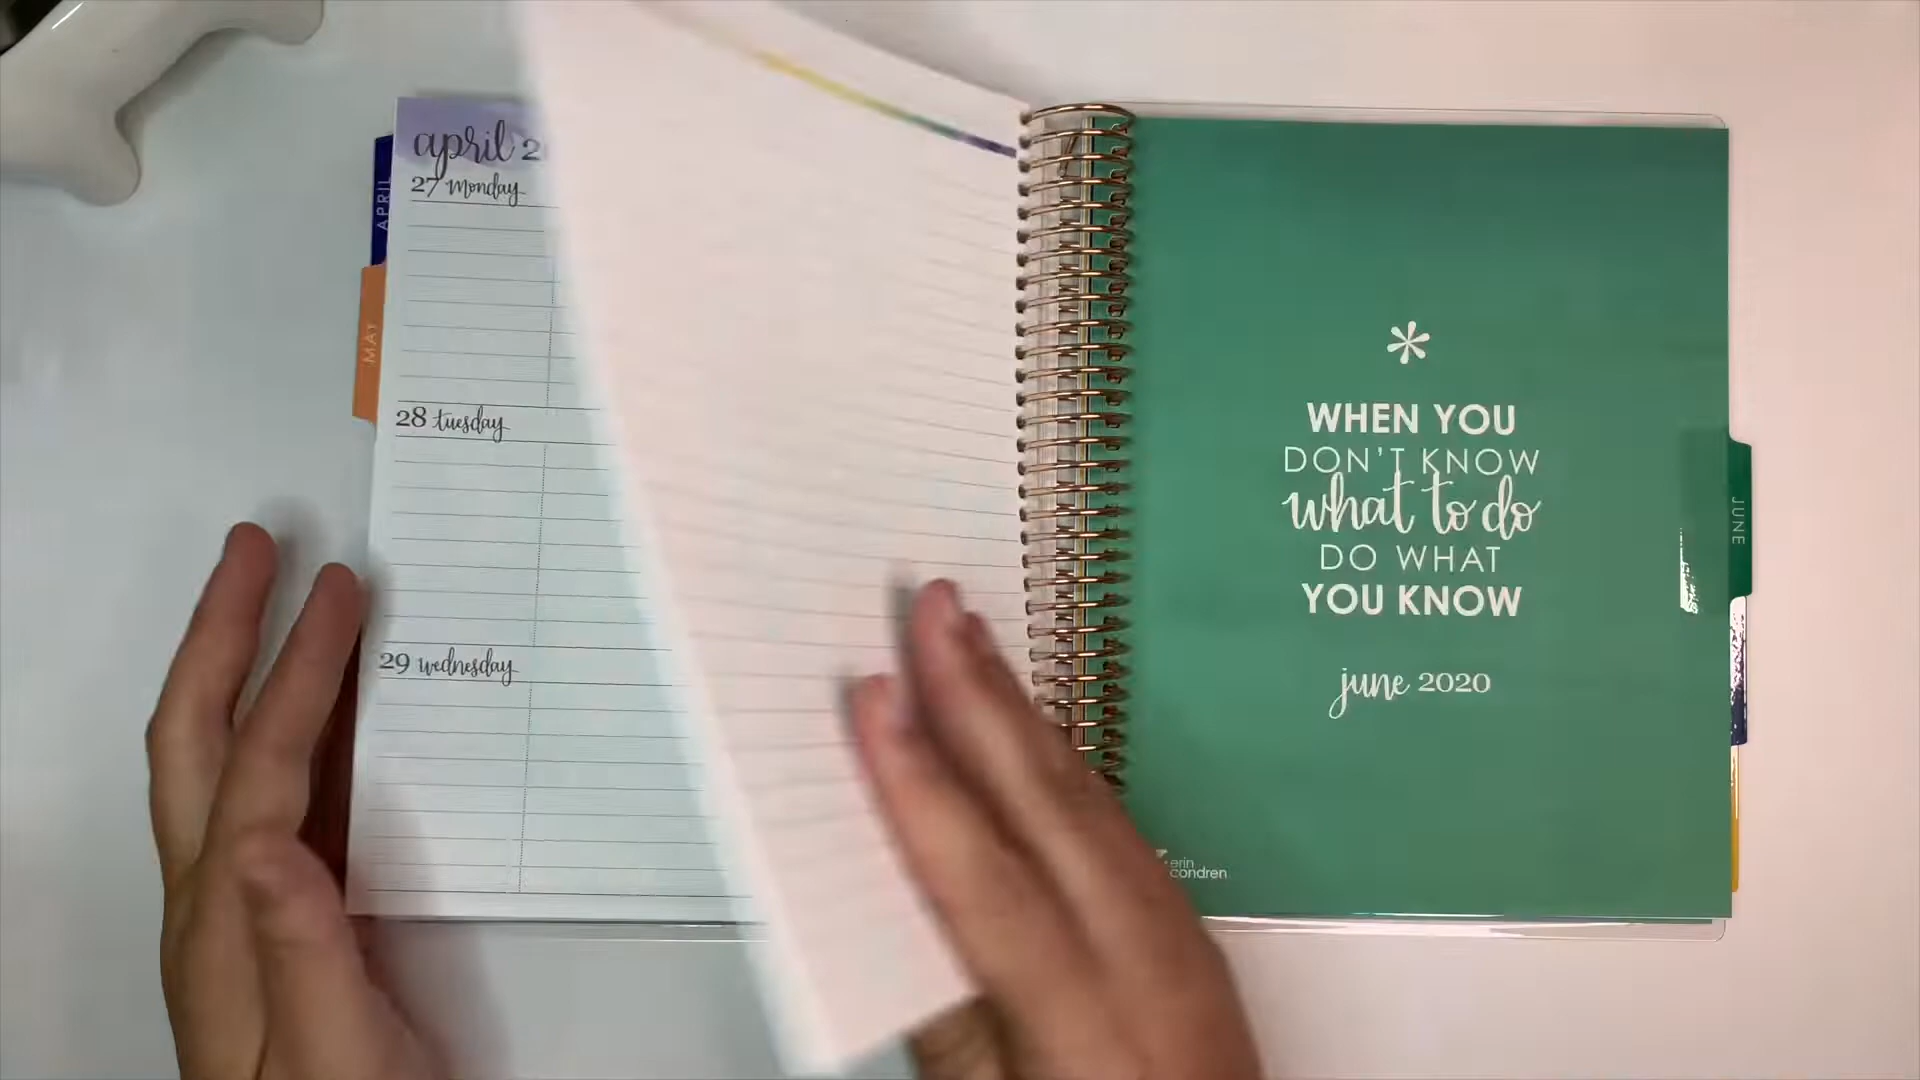 april
27 monday
28 tuesday
29 wednesday
APRIL
MAY
WHEN YOU
DON'T KNOW
what to do
DO WHAT
YOU KNOW
june 2020
erin
condren
JUNE